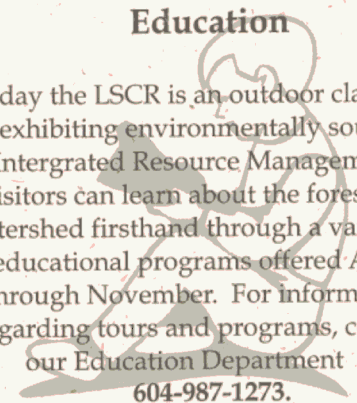 Education
day the LSCR is an outdoor cla
exhibiting environmentally sou
ntergrated Resource Managem
isitors can learn about the fores
tershed firsthand through a va
educational programs offered A
hrough November. For inform
garding tours and programs, c
our Education Department
604-987-1273.